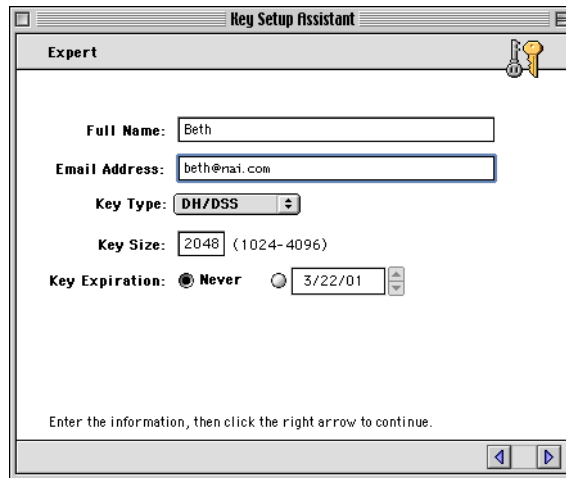 Key Setup Assistant
Expert
Full Name: Beth
Email Address: beth@nai.com
Key Type: DH/DSS
Key Size: 2048 (1024-4096)
Key Expiration: Never 3/22/01
Enter the information, then click the right arrow to continue.